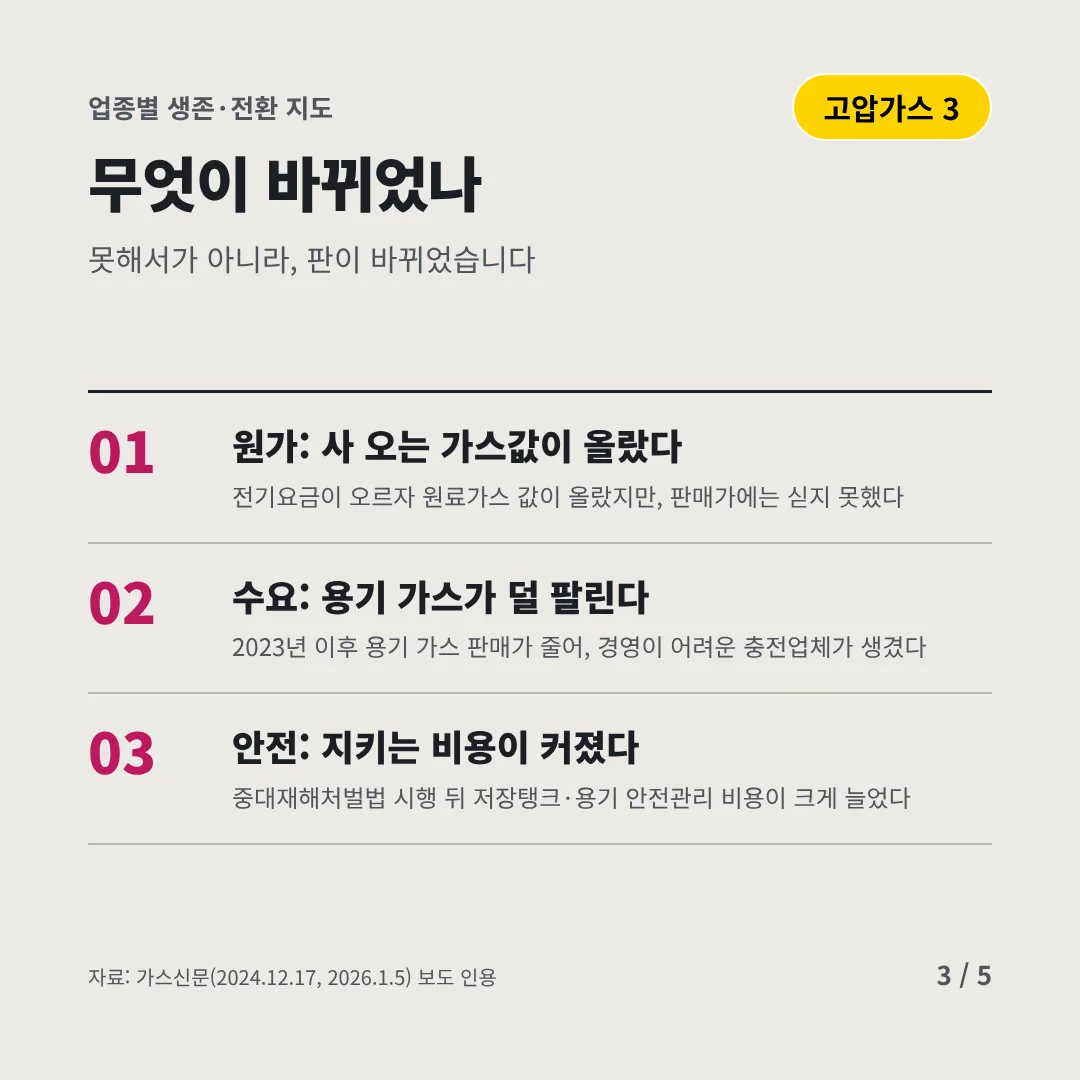 업종별 생존·전환 지도
고압가스 3
무엇이 바뀌었나
못해서가 아니라, 판이 바뀌었습니다
01
원가: 사 오는 가스값이 올랐다
전기요금이 오르자 원료가스 값이 올랐지만, 판매가에는 싣지 못했다
02
수요: 용기 가스가 덜 팔린다
2023년 이후 용기 가스 판매가 줄어, 경영이 어려운 충전업체가 생겼다
03
안전: 지키는 비용이 커졌다
중대재해처벌법 시행 뒤 저장탱크·용기 안전관리 비용이 크게 늘었다
자료: 가스신문(2024.12.17, 2026.1.5) 보도 인용
3 / 5